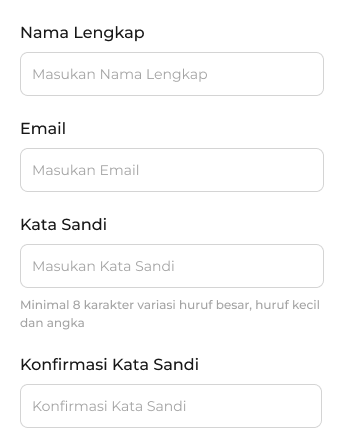 Nama Lengkap
Masukan Nama Lengkap
Email
Masukan Email
Kata Sandi
Masukan Kata Sandi
Minimal 8 karakter variasi huruf besar, huruf kecil
dan angka
Konfirmasi Kata Sandi
Konfirmasi Kata Sandi